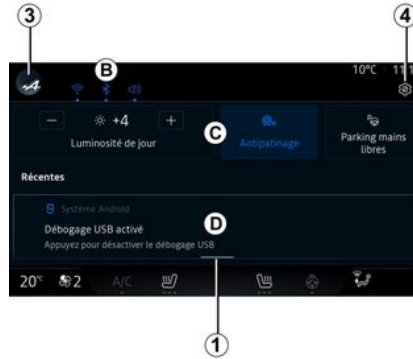 3
4
B
10°C 11:1
− +4 +
Luminosité de jour
C
Antipatinage
Parking mains
libres
Récentes
Système Android
D
Débogage USB activé
Appuyez pour désactiver le débogage USB
20°C 2 A/C
1